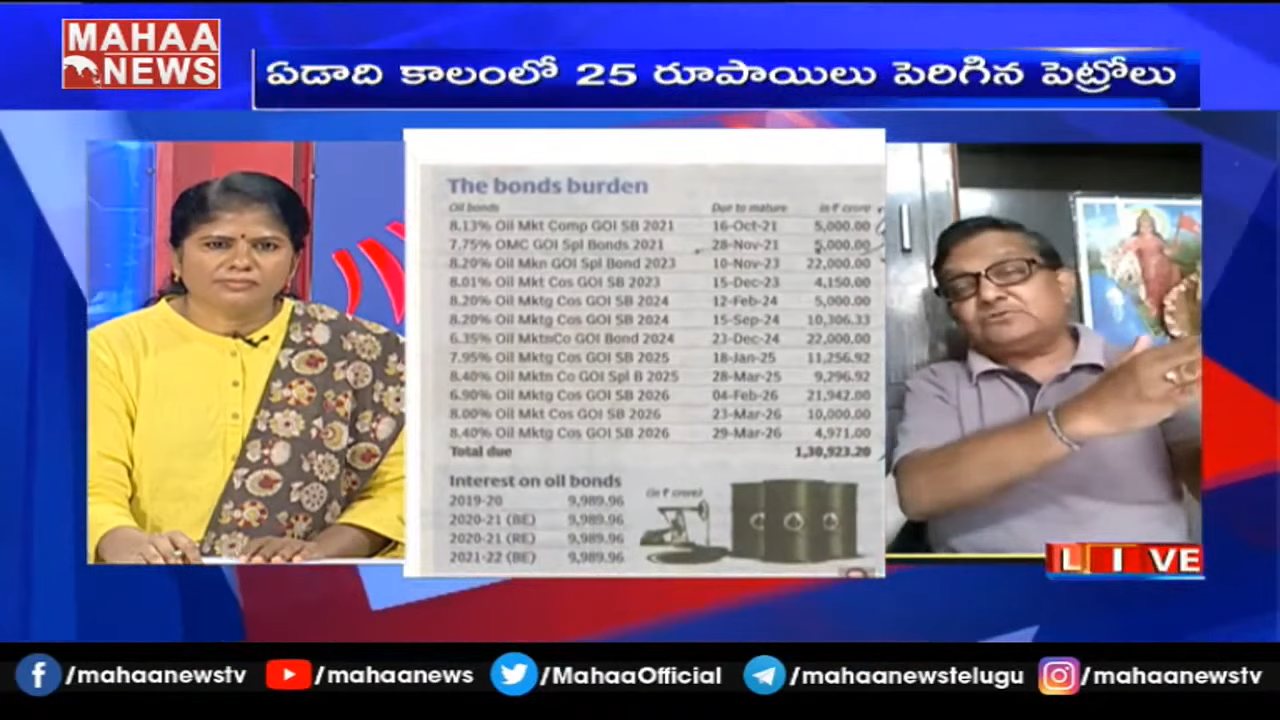 MAHAA
NEWS
ఏడాది కాలంలో 25 రూపాయిలు పెరిగిన పెట్రోలు
The bonds burden
Oil bonds Due to mature in ₹ crore
8.13% Oil Mkt Comp GOI SB 2021 16-Oct-21 5,000.00
7.75% OMC GOI Spl Bonds 2021 28-Nov-21 5,000.00
8.20% Oil Mkn GOI Spl Bond 2023 10-Nov-23 22,000.00
8.01% Oil Mkt Cos GOI SB 2023 15-Dec-23 4,150.00
8.20% Oil Mktg Cos GOI SB 2024 12-Feb-24 5,000.00
8.20% Oil Mktg Cos GOI SB 2024 15-Sep-24 10,306.33
6.35% Oil MktnCo GOI Bond 2024 23-Dec-24 22,000.00
7.95% Oil Mktg Cos GOI SB 2025 18-Jan-25 11,256.92
8.40% Oil Mktn Co GOI Spl B 2025 28-Mar-25 9,296.92
6.90% Oil Mktg Cos GOI SB 2026 04-Feb-26 21,942.00
8.00% Oil Mkt Cos GOI SB 2026 23-Mar-26 10,000.00
8.40% Oil Mktg Cos GOI SB 2026 29-Mar-26 4,971.00
Total due 1,30,923.20
Interest on oil bonds
(in ₹ crore)
2019-20 9,989.96
2020-21 (BE) 9,989.96
2020-21 (RE) 9,989.96
2021-22 (BE) 9,989.96
LIVE
/mahaanewstv /mahaanews /MahaaOfficial /mahaanewstelugu /mahaanewstv